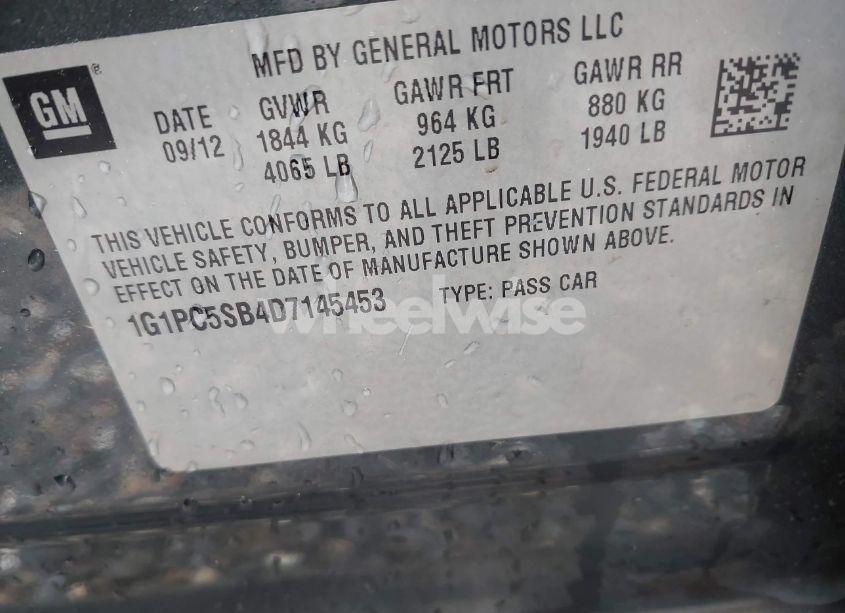 MFD BY GENERAL MOTORS LLC
GM ®
DATE GVWR GAWR FRT GAWR RR
09/12 1844 KG 964 KG 880 KG
4065 LB 2125 LB 1940 LB
THIS VEHICLE CONFORMS TO ALL APPLICABLE U.S. FEDERAL MOTOR
VEHICLE SAFETY, BUMPER, AND THEFT PREVENTION STANDARDS IN
EFFECT ON THE DATE OF MANUFACTURE SHOWN ABOVE.
1G1PC5SB4D7145453 TYPE: PASS CAR
wheelwise